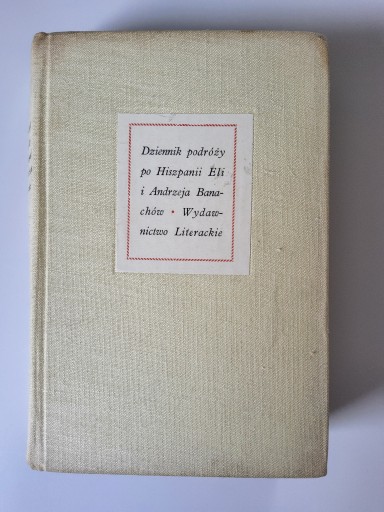 Dziennik podróży
po Hiszpanii Eli
i Andrzeja Bana-
chów • Wydaw-
nictwo Literackie